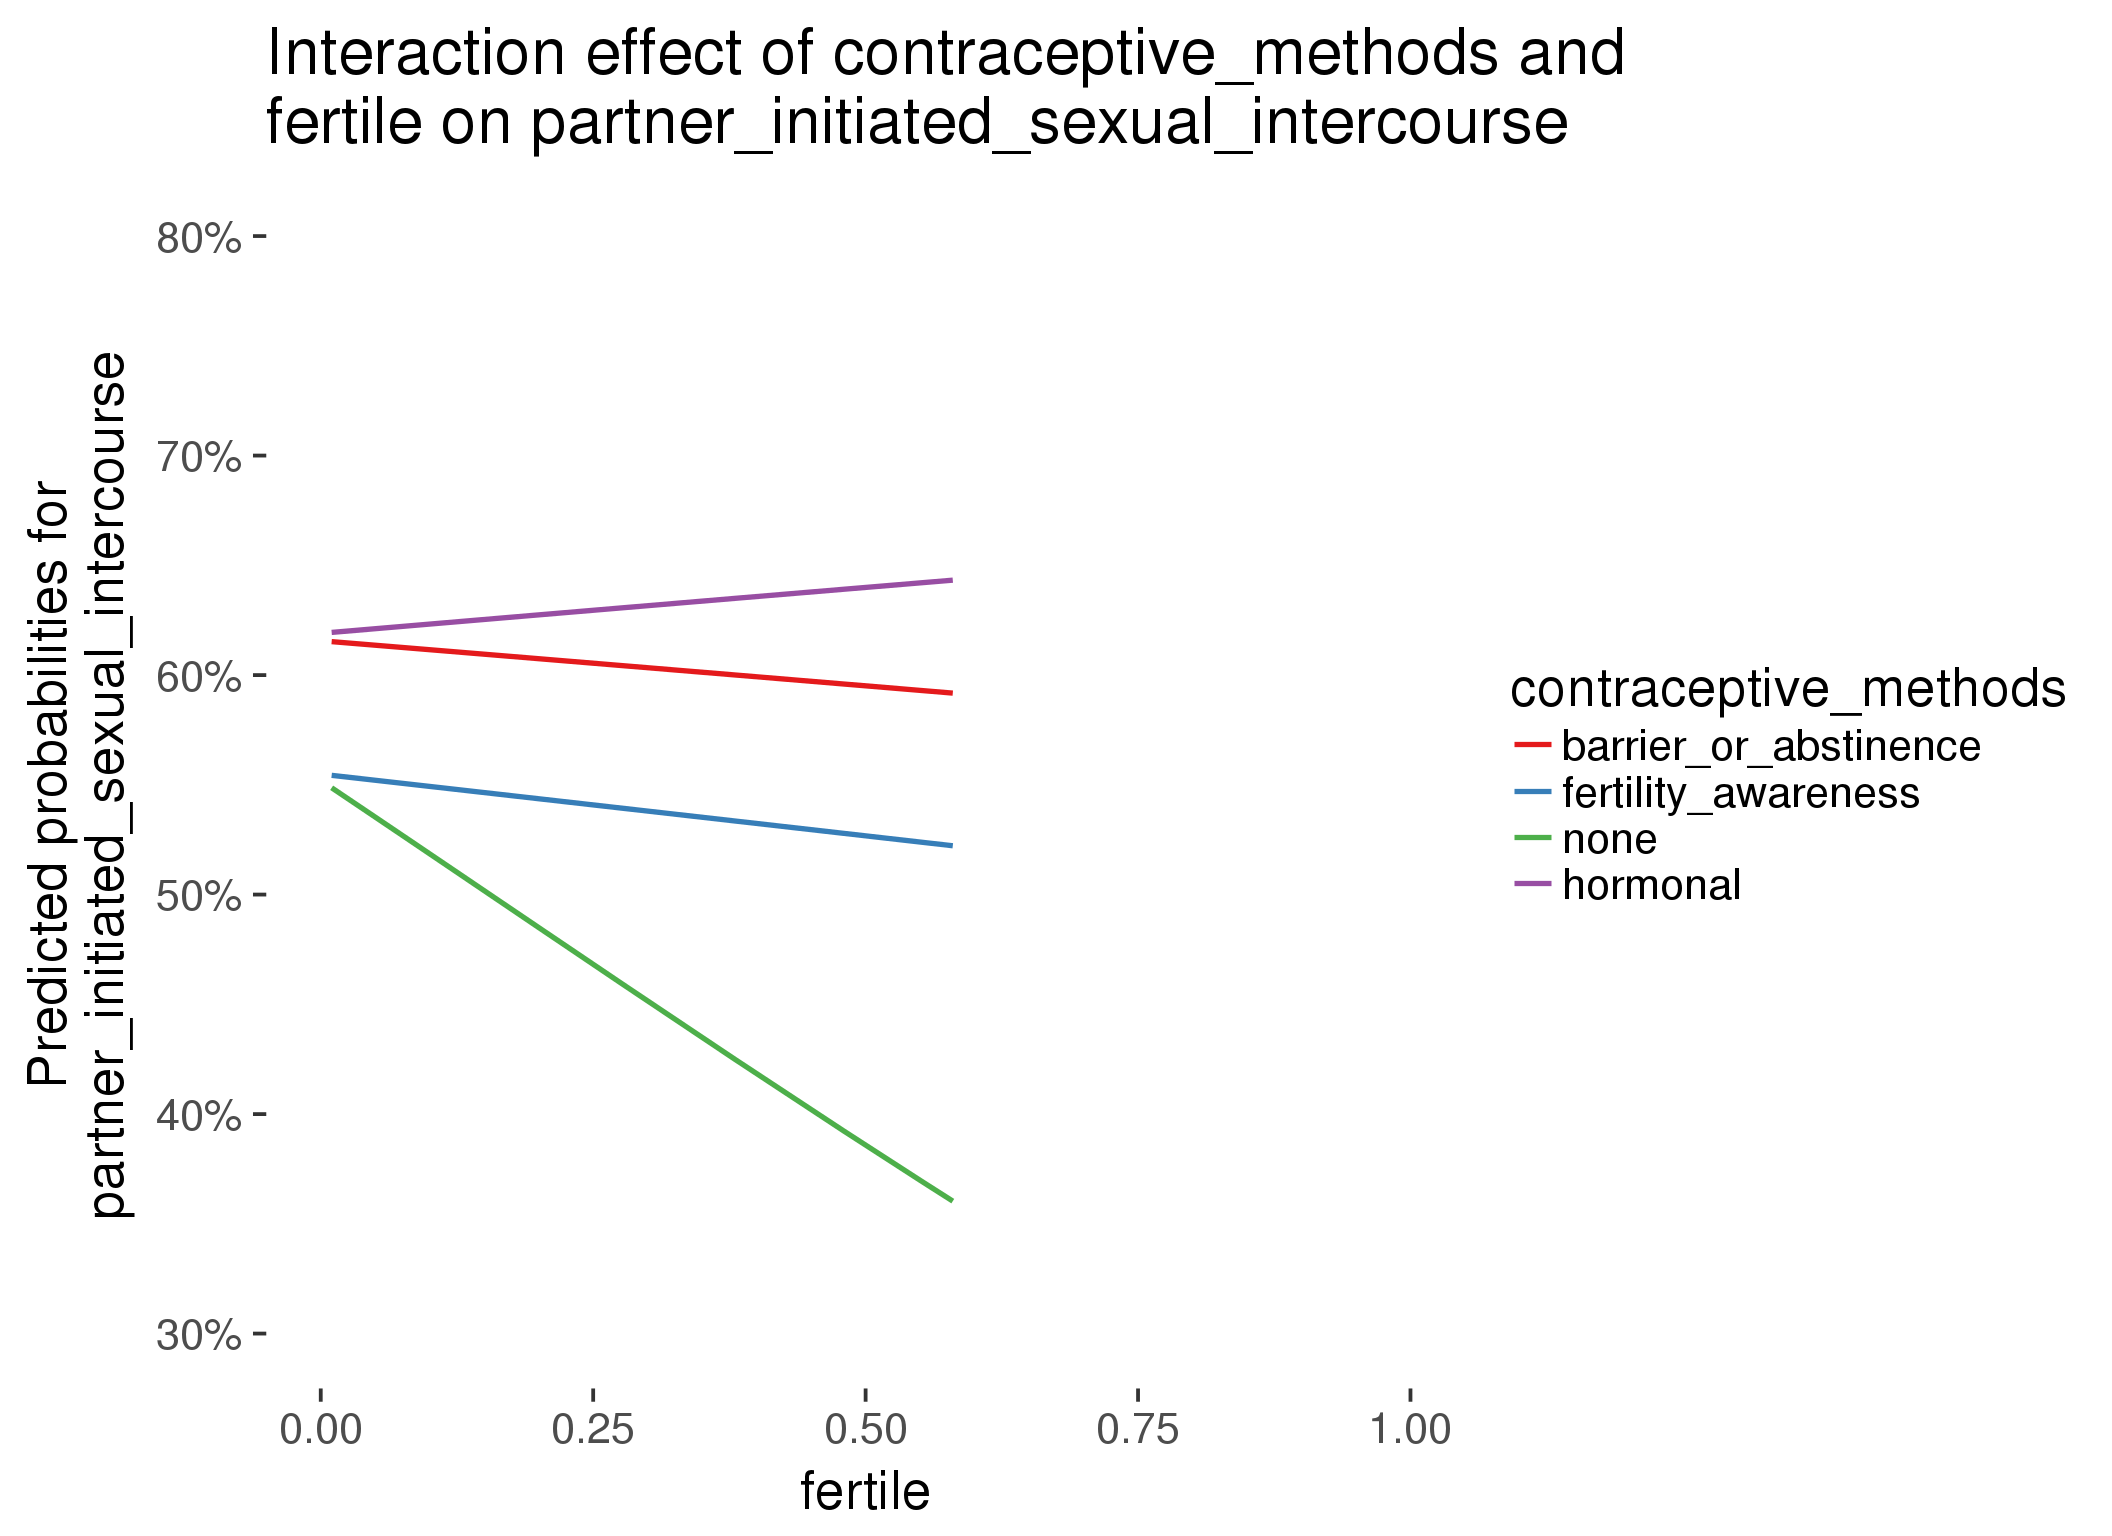 Interaction effect of contraceptive_methods and
fertile on partner_initiated_sexual_intercourse
Predicted probabilities for
partner_initiated_sexual_intercourse
80%
70%
60%
50%
40%
30%
0.00
0.25
0.50
0.75
1.00
fertile
contraceptive_methods
barrier_or_abstinence
fertility_awareness
none
hormonal